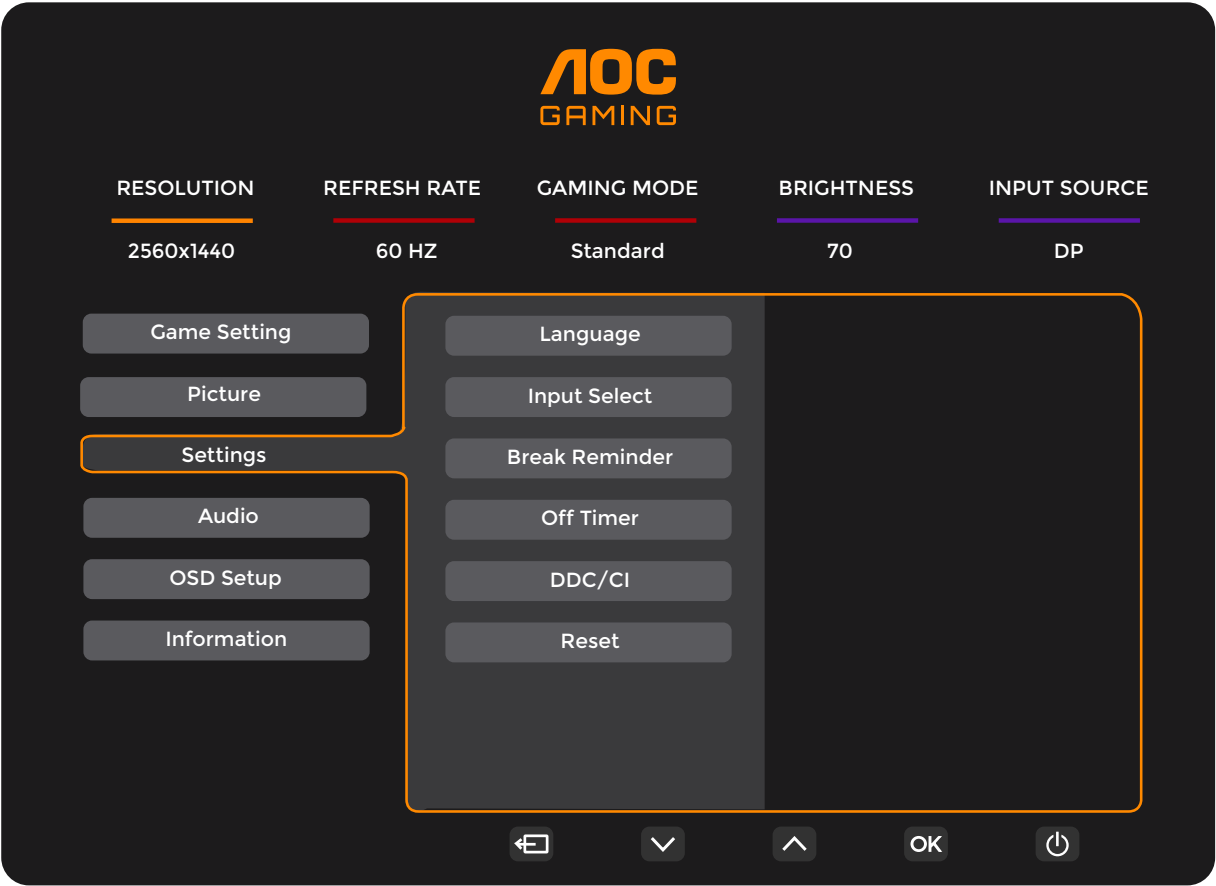 AOC
GAMING
RESOLUTION REFRESH RATE GAMING MODE BRIGHTNESS INPUT SOURCE
2560x1440 60 HZ Standard 70 DP
Game Setting
Picture
Settings
Audio
OSD Setup
Information
Language
Input Select
Break Reminder
Off Timer
DDC/CI
Reset
OK